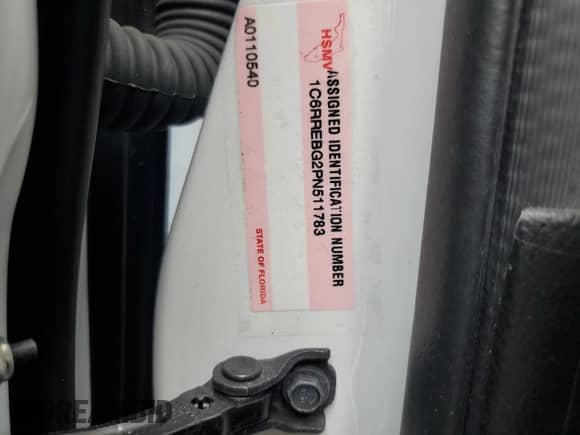 HSMV
ASSIGNED IDENTIFICATION NUMBER
1C6RREBG2PN511783
A0110540
STATE OF FLORIDA